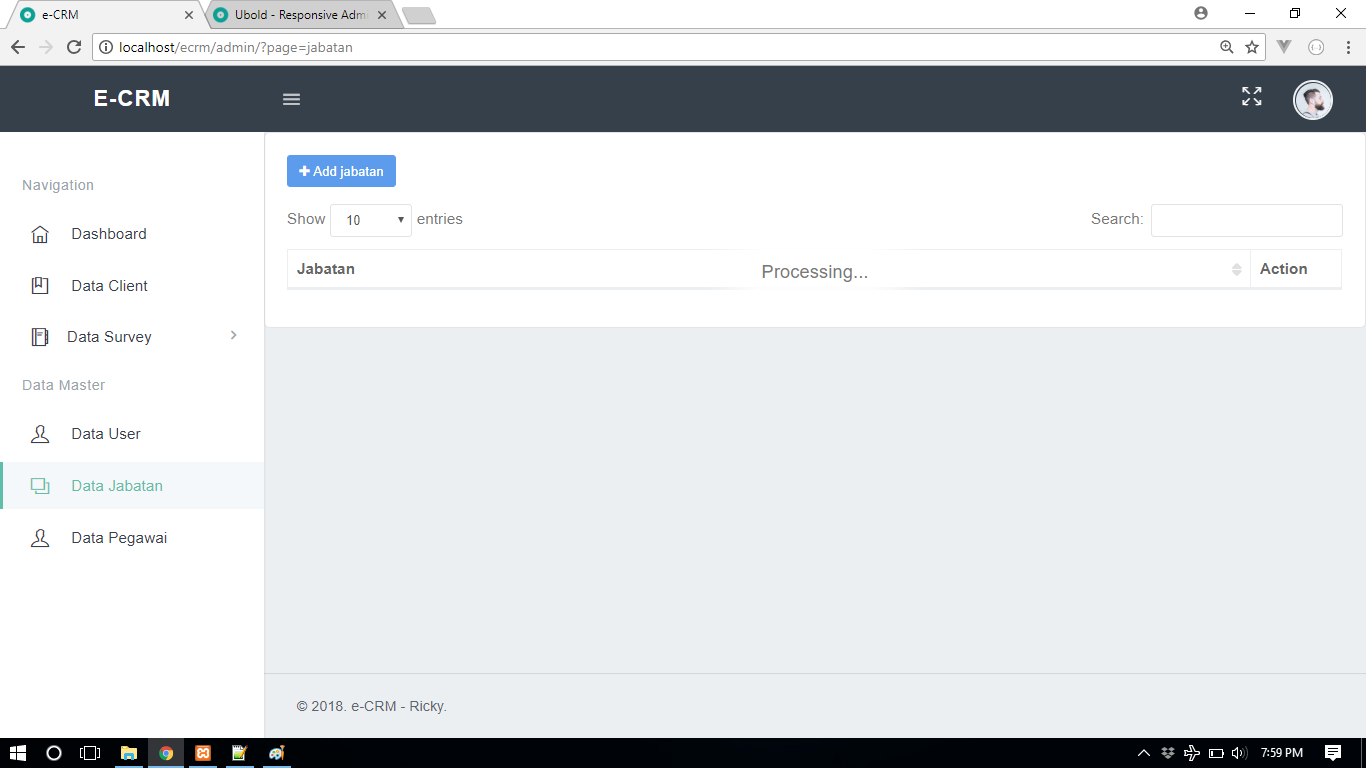 e-CRM
Ubold - Responsive Adm
localhost/ecrm/admin/?page=jabatan
E-CRM
Navigation
Dashboard
Data Client
Data Survey
Data Master
Data User
Data Jabatan
Data Pegawai
Add jabatan
Show 10 entries
Search:
Jabatan
Processing...
Action
© 2018. e-CRM - Ricky.
7:59 PM